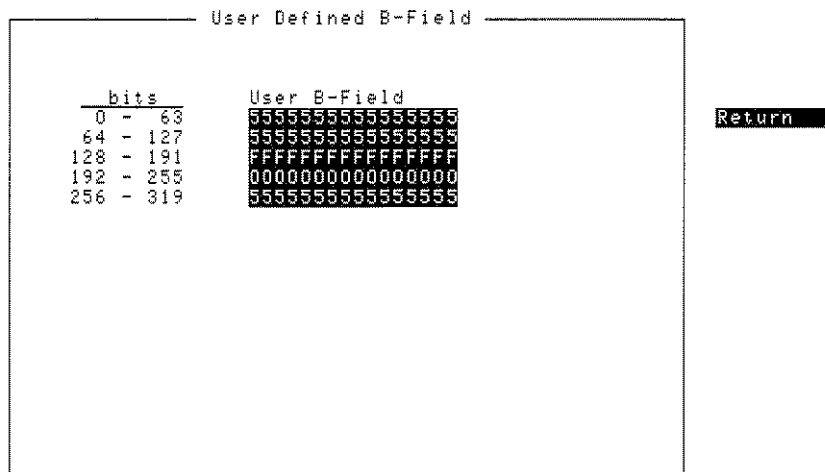 User Defined B-Field
bits User B-Field
0 - 63 5555555555555555
64 - 127 5555555555555555
128 - 191 FFFFFFFFFFFFFFFF
192 - 255 0000000000000000
256 - 319 5555555555555555
Return